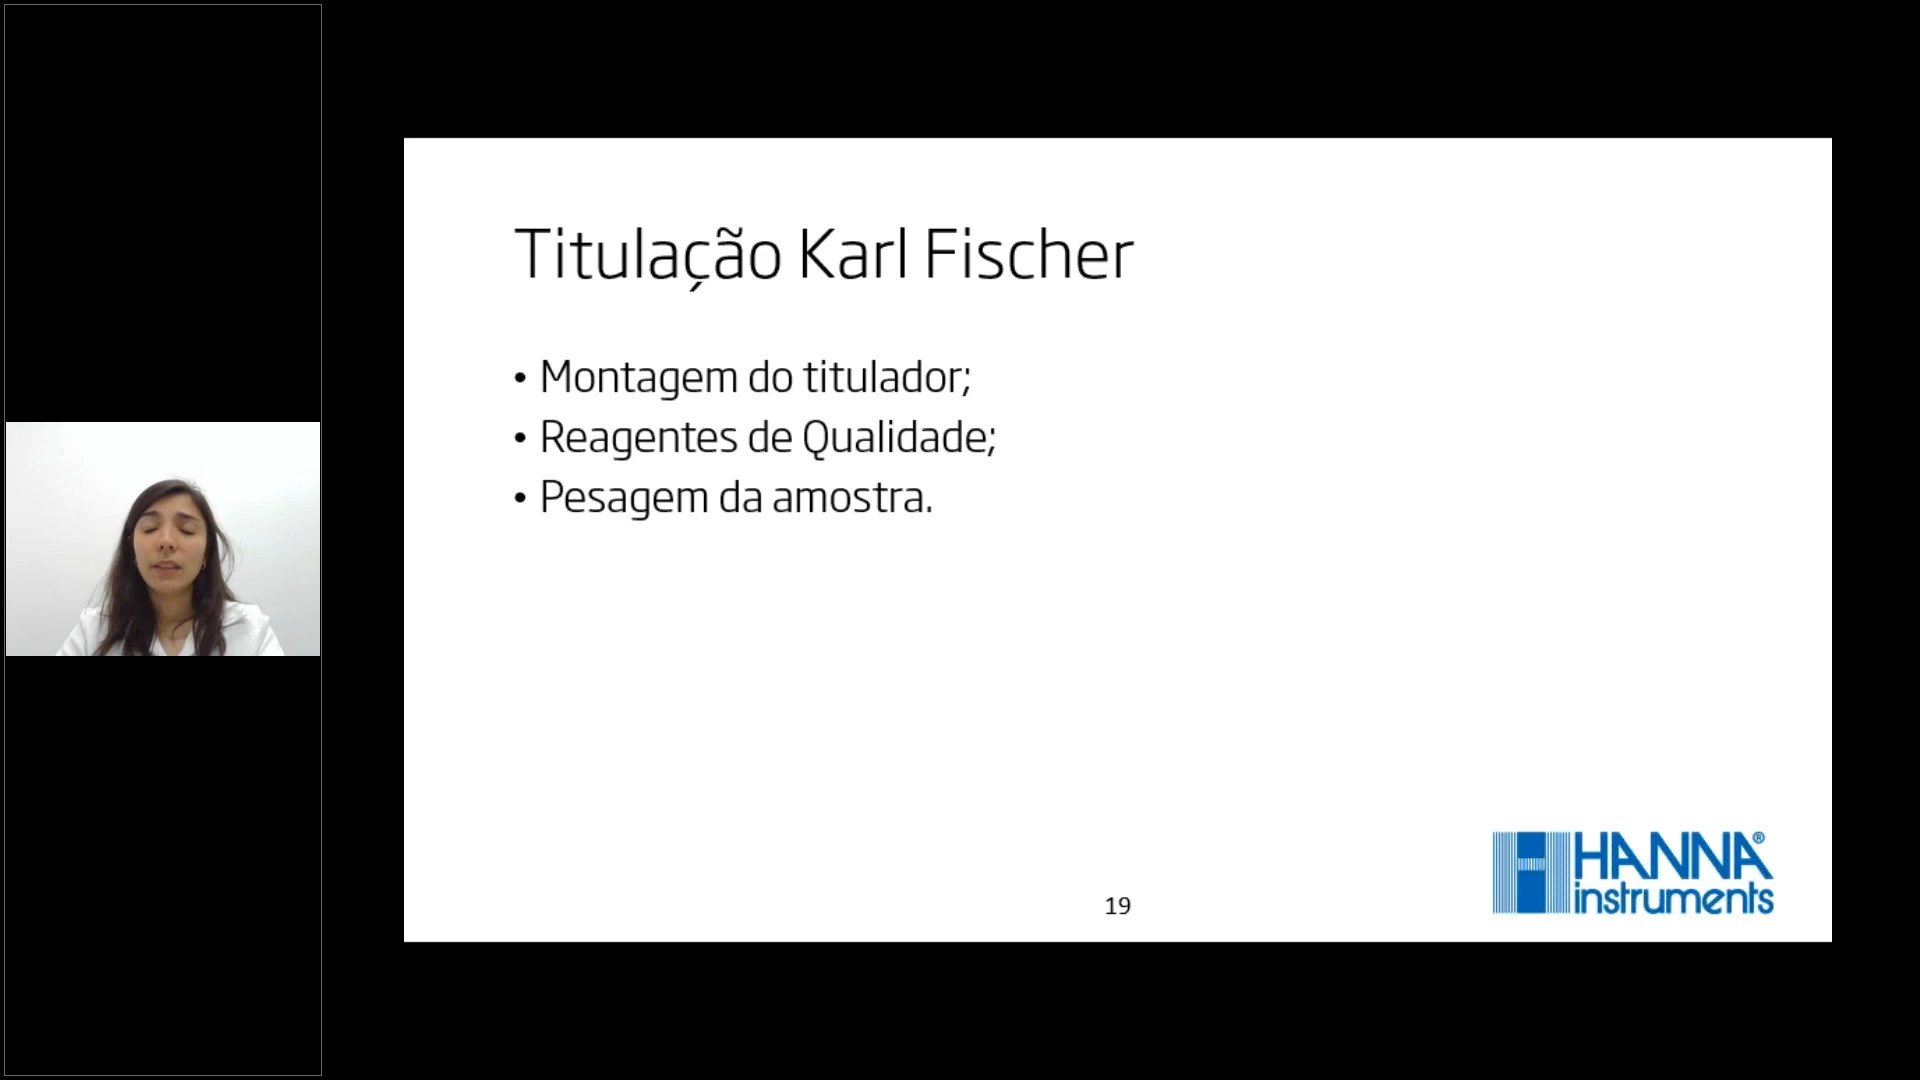 Titulação Karl Fischer
• Montagem do titulador;
• Reagentes de Qualidade;
• Pesagem da amostra.
19
HANNA®
instruments